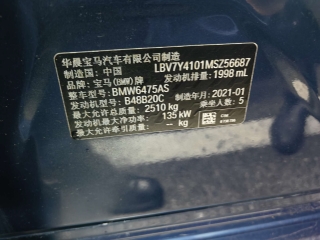 华晨宝马汽车有限公司制造
制造国: 中国 LBV7Y4101MSZ56687
品牌: 宝马(BMW)牌 发动机排量: 1998 mL
整车型号: BMW6475AS
发动机型号: B48B20C 制造年月: 2021-01
最大允许总质量: 2510 kg 乘坐人数: 5
发动机最大净功率: 135 kW
最大允许牵引质量: -- kg